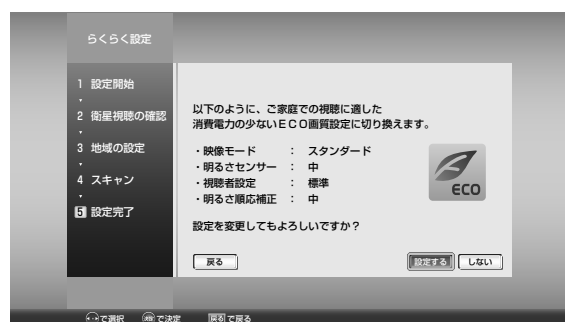 らくらく設定
1 設定開始
2 衛星視聴の確認
3 地域の設定
4 スキャン
5 設定完了
以下のように、ご家庭での視聴に適した
消費電力の少ないECO画質設定に切り換えます。
・映像モード ： スタンダード
・明るさセンサー ： 中
・視聴者設定 ： 標準
・明るさ順応補正 ： 中
ECO
設定を変更してもよろしいですか？
戻る 設定する しない
で選択 で決定 戻る で戻る